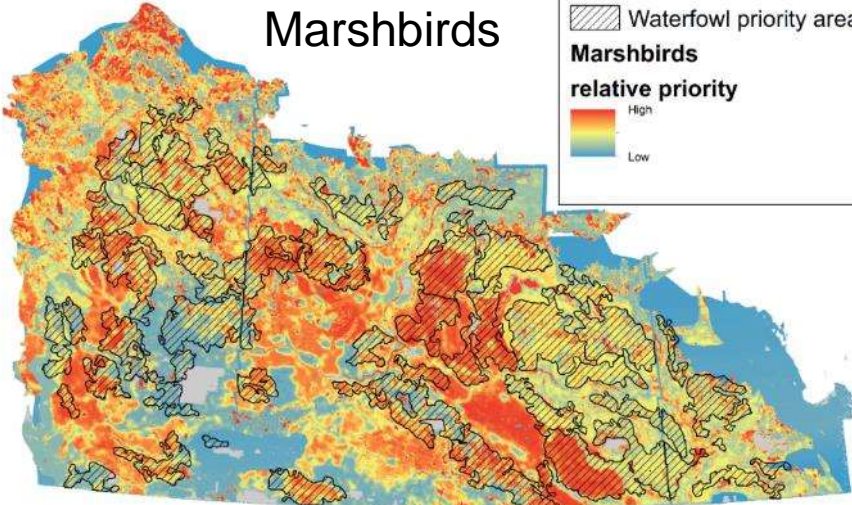 Marshbirds
Waterfowl priority area
Marshbirds
relative priority
High
Low